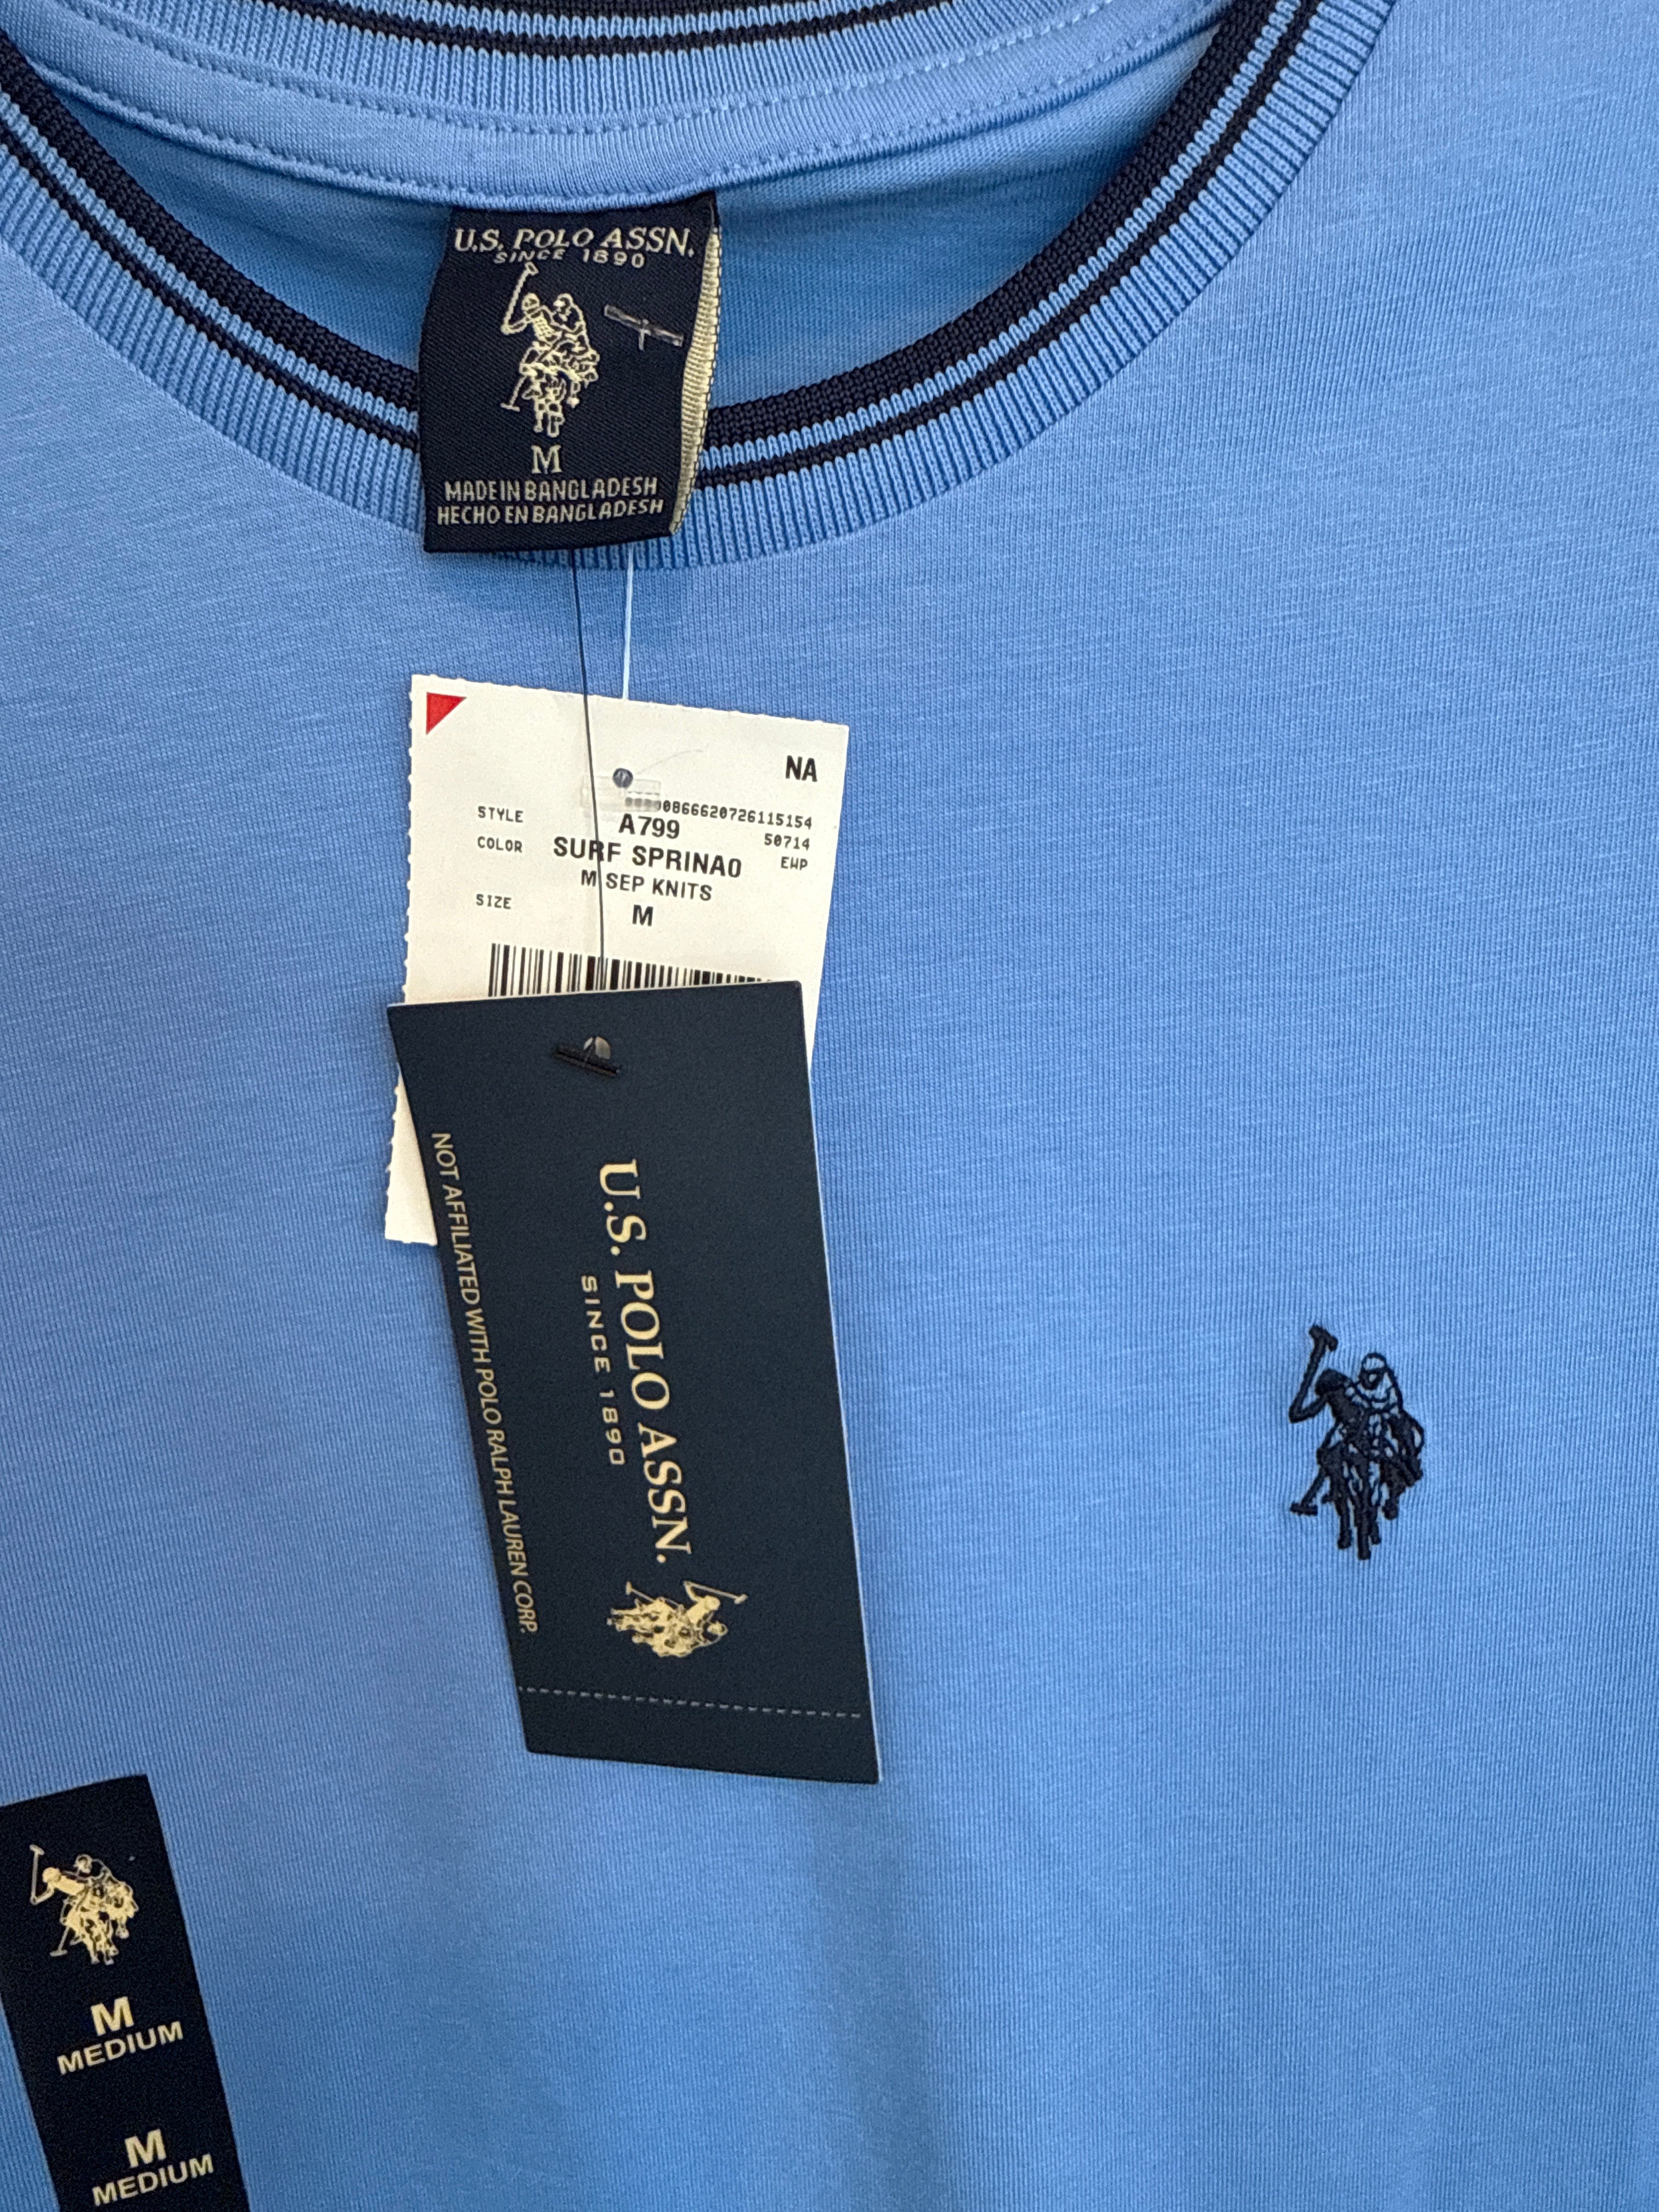 U.S. POLO ASSN.
SINCE 1890
M
MADE IN BANGLADESH
HECHO EN BANGLADESH
NA
0866620726115154
STYLE A799 50714
COLOR SURF SPRINA0 EWP
M SEP KNITS
SIZE M
U.S. POLO ASSN.
SINCE 1890
NOT AFFILIATED WITH POLO RALPH LAUREN CORP.
M
MEDIUM
M
MEDIUM